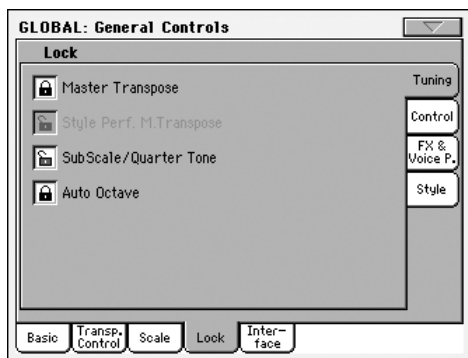 GLOBAL: General Controls
Lock
Master Transpose
Style Perf. M.Transpose
SubScale/Quarter Tone
Auto Octave
Tuning
Control
FX &
Voice P.
Style
Basic
Transp.
Control
Scale
Lock
Inter-
face